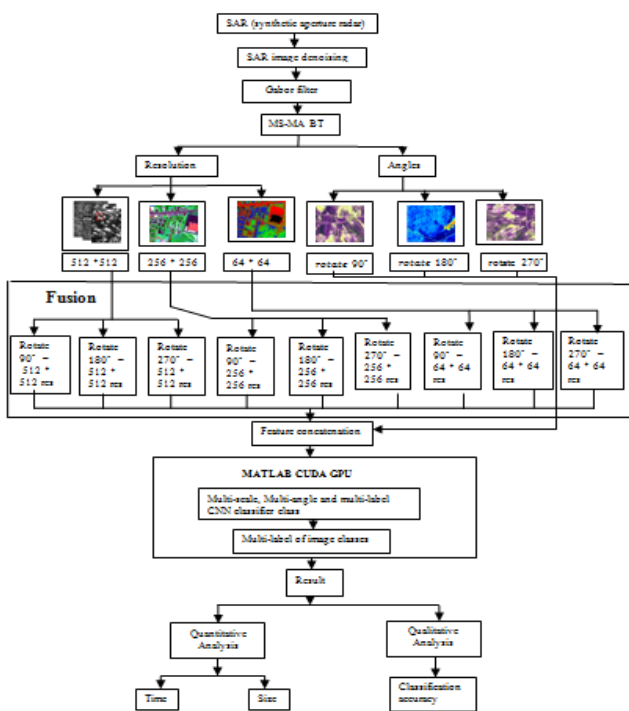 SAR (synthetic aperture radar)
SAR image denoising
Gabor filter
MS-MA BT
Resolution
Angles
512 *512
256 * 256
64 * 64
rotate 90°
rotate 180°
rotate 270°
Fusion
Rotate
90° –
512 *
512 res
Rotate
180° –
512 *
512 res
Rotate
270° –
512 *
512 res
Rotate
90° –
256 *
256 res
Rotate
180° –
256 *
256 res
Rotate
270° –
256 *
256 res
Rotate
90° –
64 * 64
res
Rotate
180° –
64 * 64
res
Rotate
270° –
64 * 64
res
Feature concatenation
MATLAB CUDA GPU
Multi-scale, Multi-angle and multi-label
CNN classifier class
Multi-label of image classes
Result
Quantitative
Analysis
Qualitative
Analysis
Time
Size
Classification
accuracy